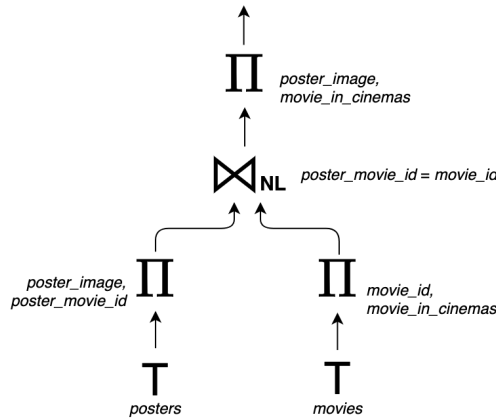 Π
poster_image,
movie_in_cinemas
⋈NL
poster_movie_id = movie_id
poster_image,
poster_movie_id
Π
Π
movie_id,
movie_in_cinemas
T
posters
T
movies